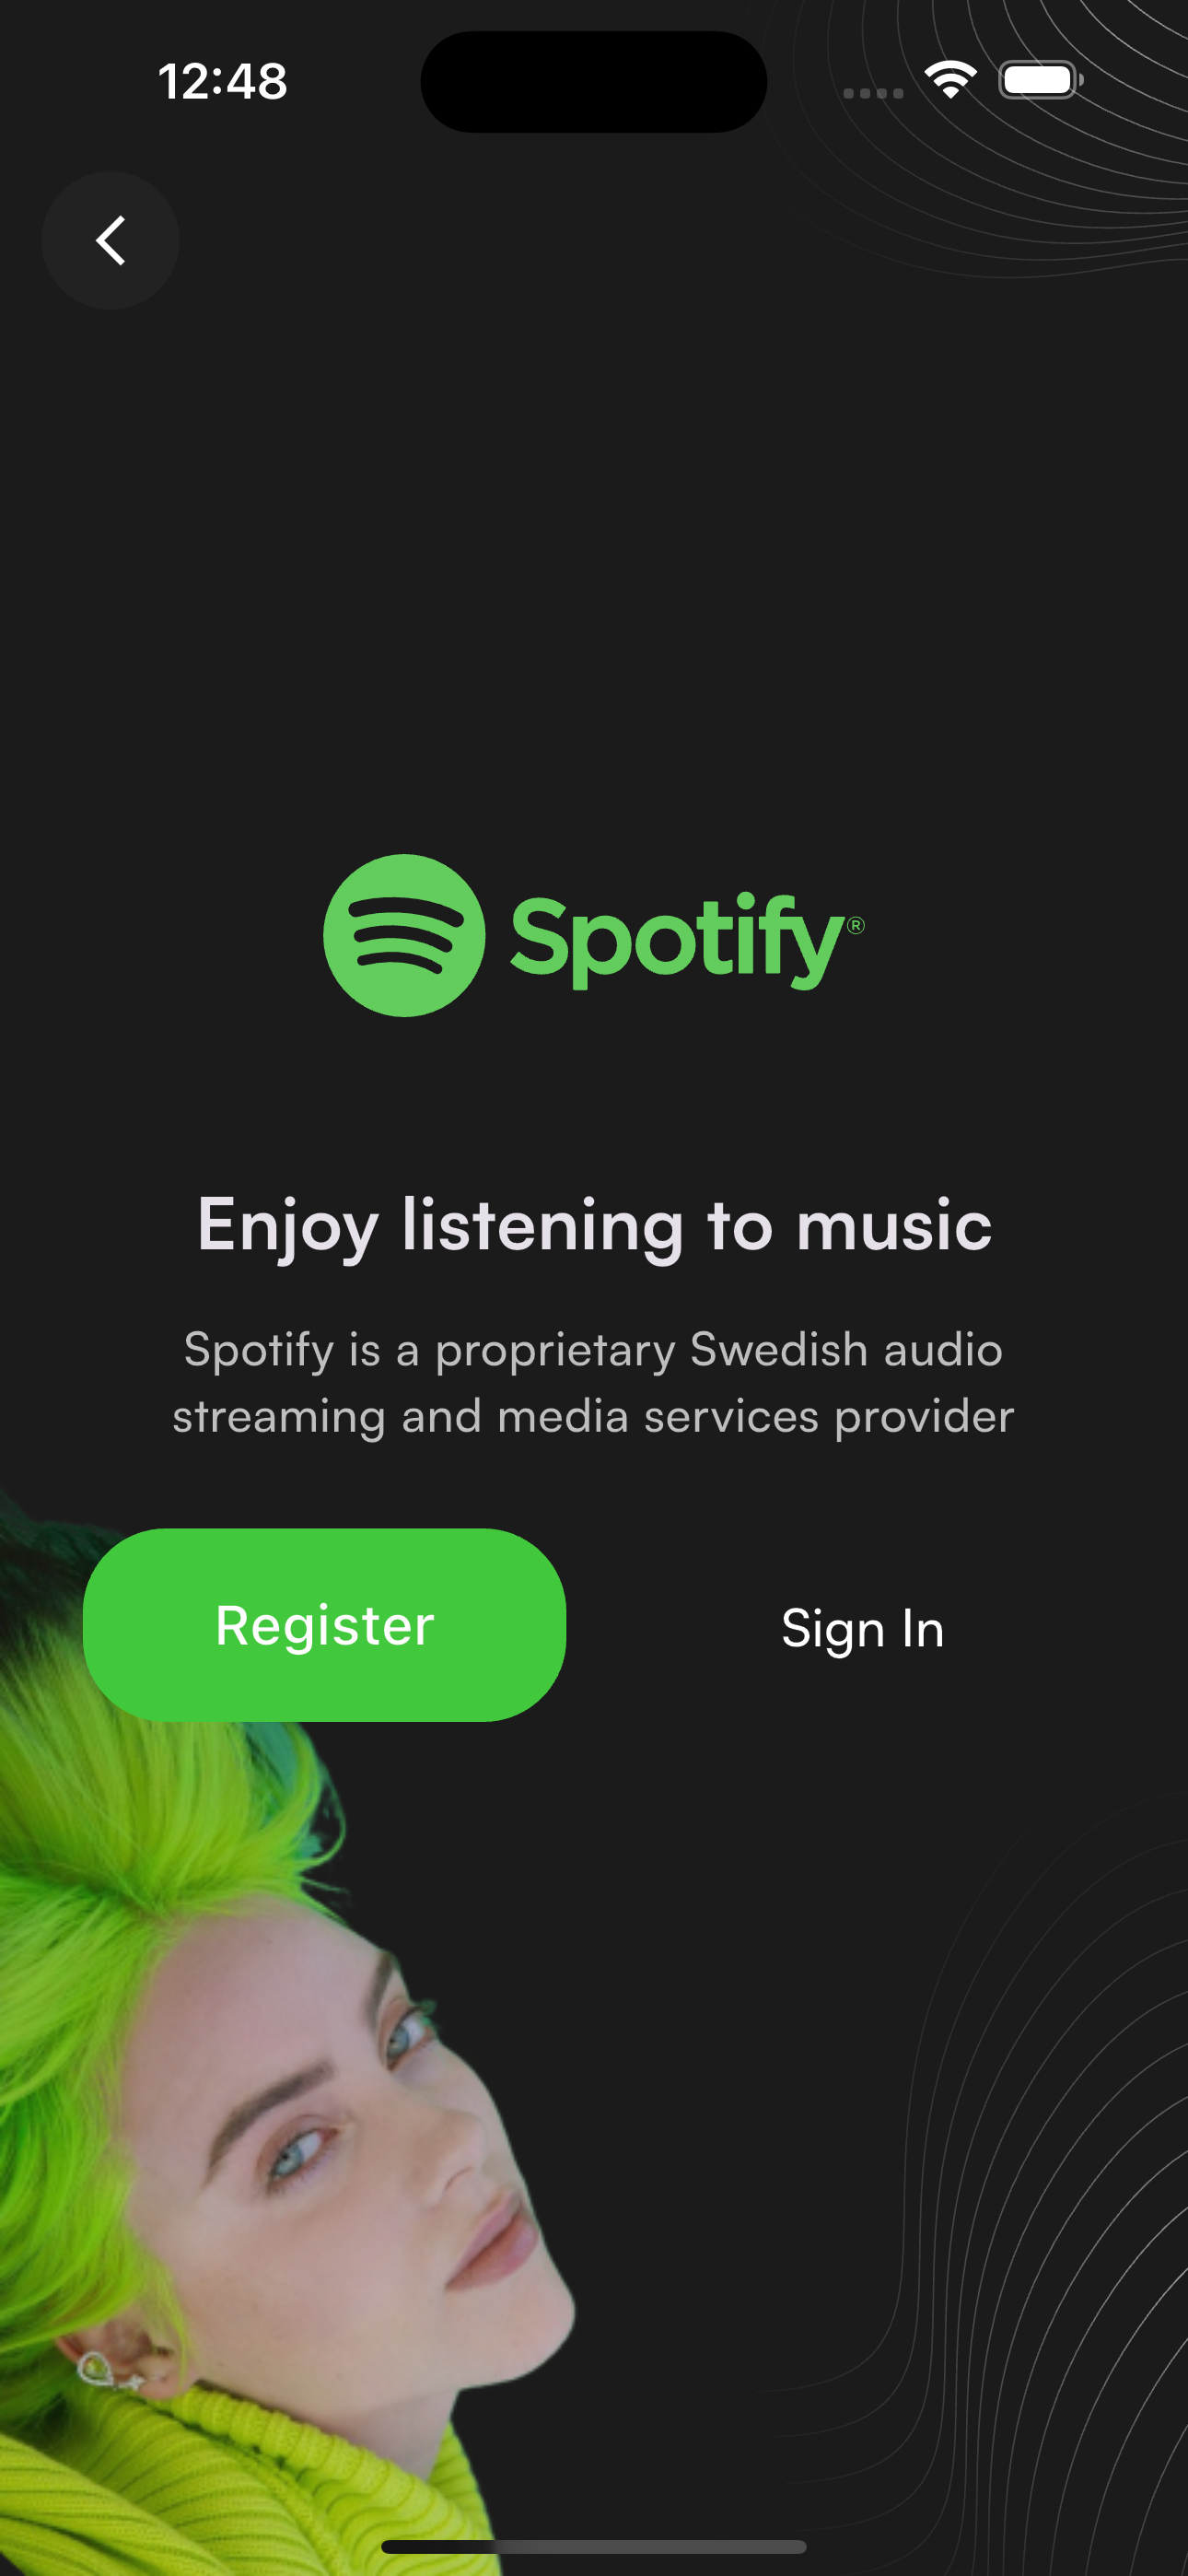 12:48
Spotify®
Enjoy listening to music
Spotify is a proprietary Swedish audio
streaming and media services provider
Register
Sign In